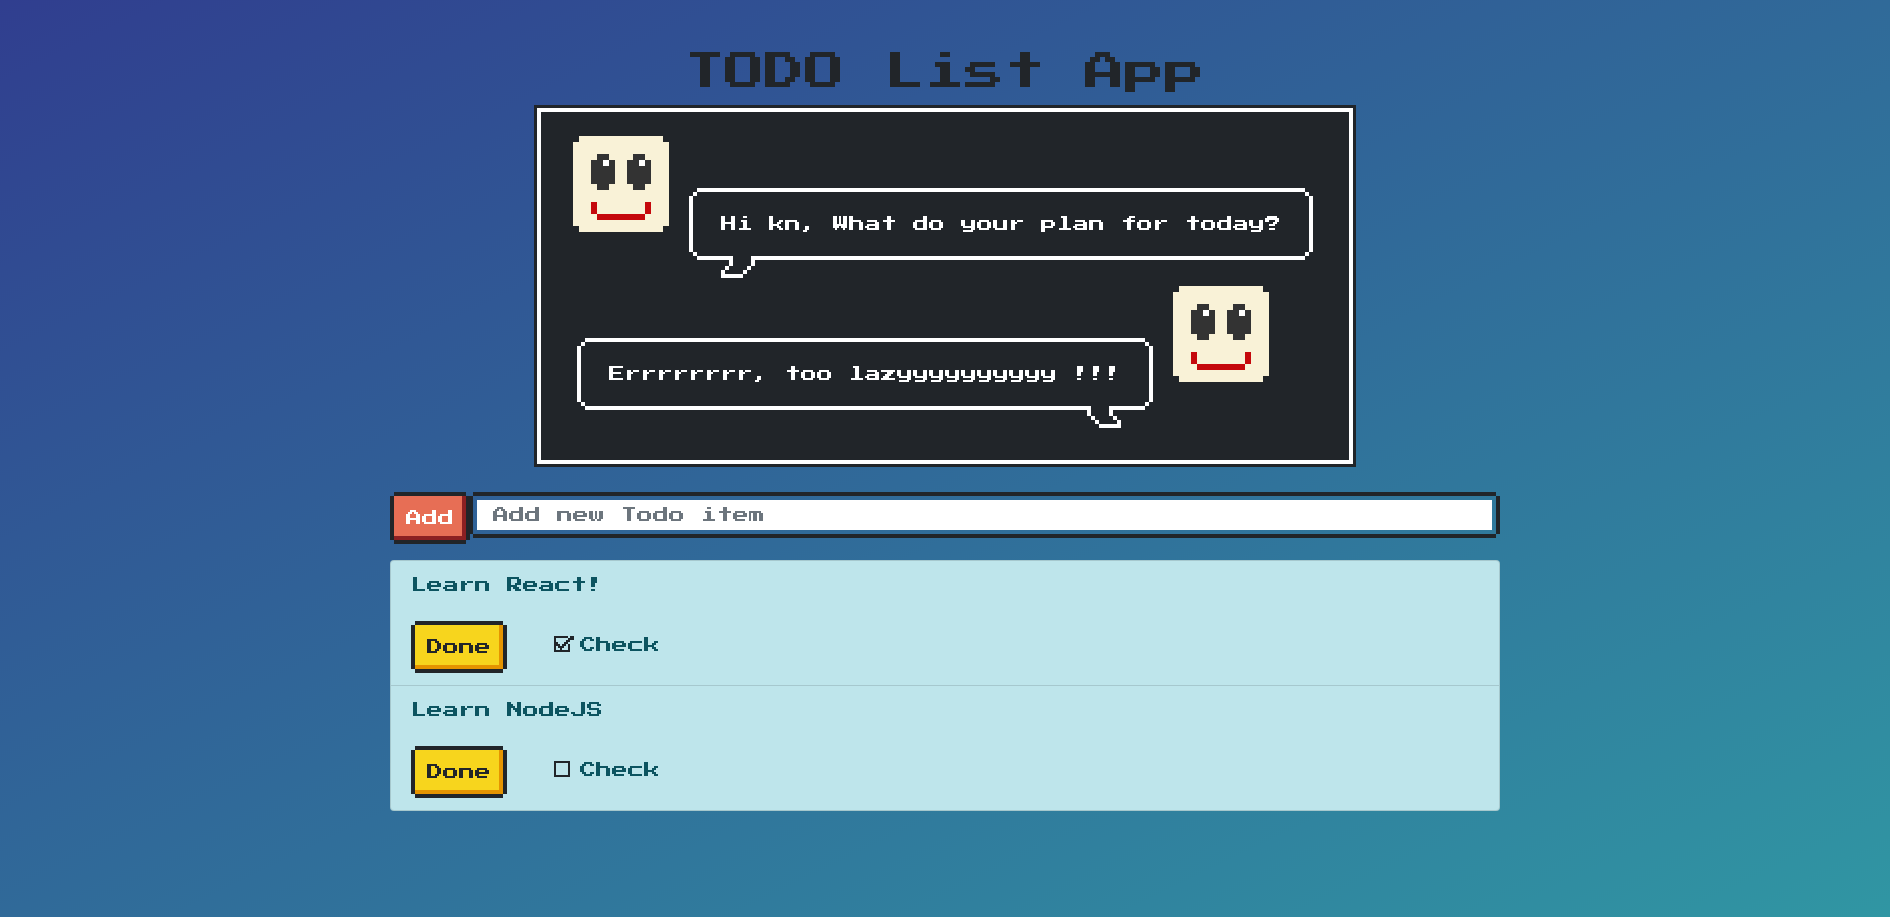 TODO List App
Hi kn, What do your plan for today?
Errrrrrrr, too lazyyyyyyyyyy !!!
Add
Add new Todo item
Learn React!
Done
Check
Learn NodeJS
Done
Check